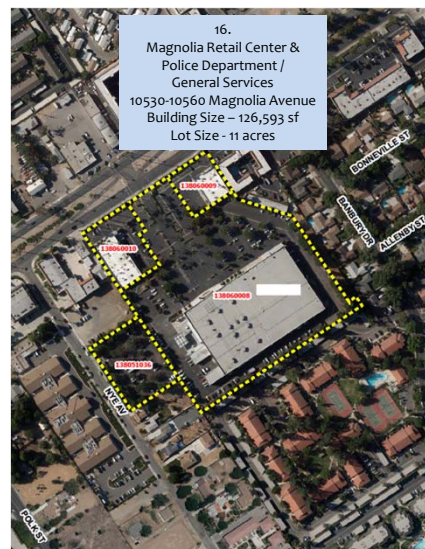 16.
Magnolia Retail Center &
Police Department /
General Services
10530-10560 Magnolia Avenue
Building Size – 126,593 sf
Lot Size - 11 acres
BONNEVILLE ST
138060009
BANBURY DR
ALLENBY ST
138060010
138060008
138051036
NYE AV
POLK ST